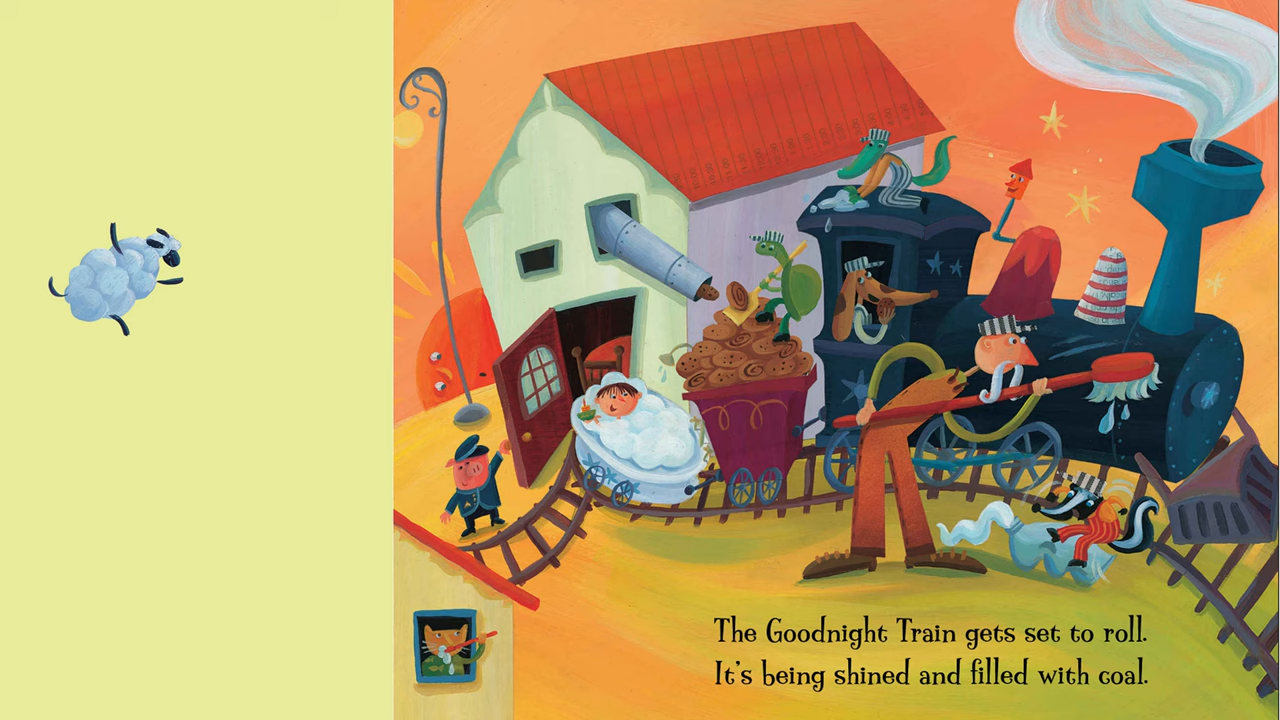 The Goodnight Train gets set to roll.
It's being shined and filled with coal.